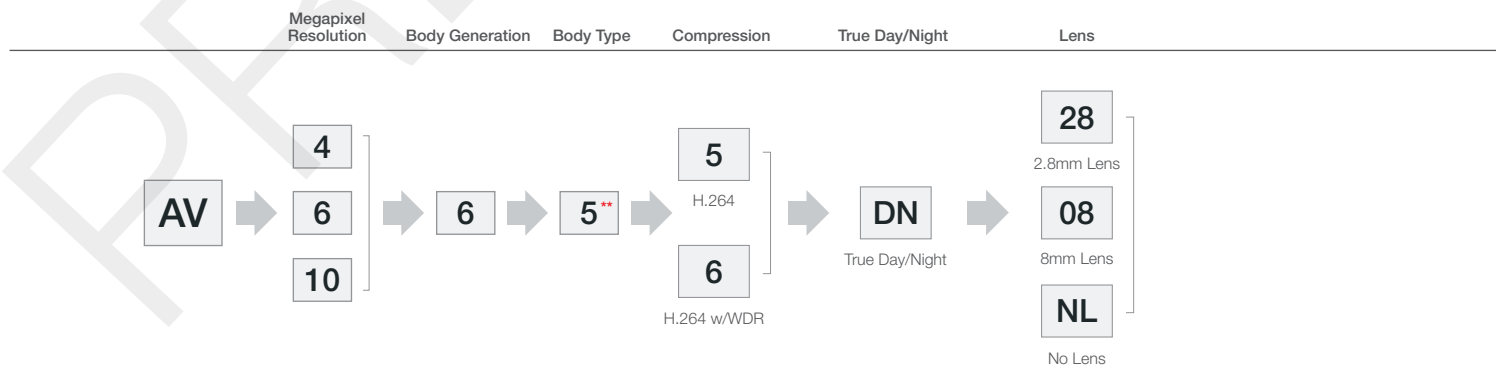 Megapixel
Resolution Body Generation Body Type Compression True Day/Night Lens
28
2.8mm Lens
4
5
H.264
AV 6 6 5** DN 08
True Day/Night 8mm Lens
10
6
H.264 w/WDR
NL
No Lens